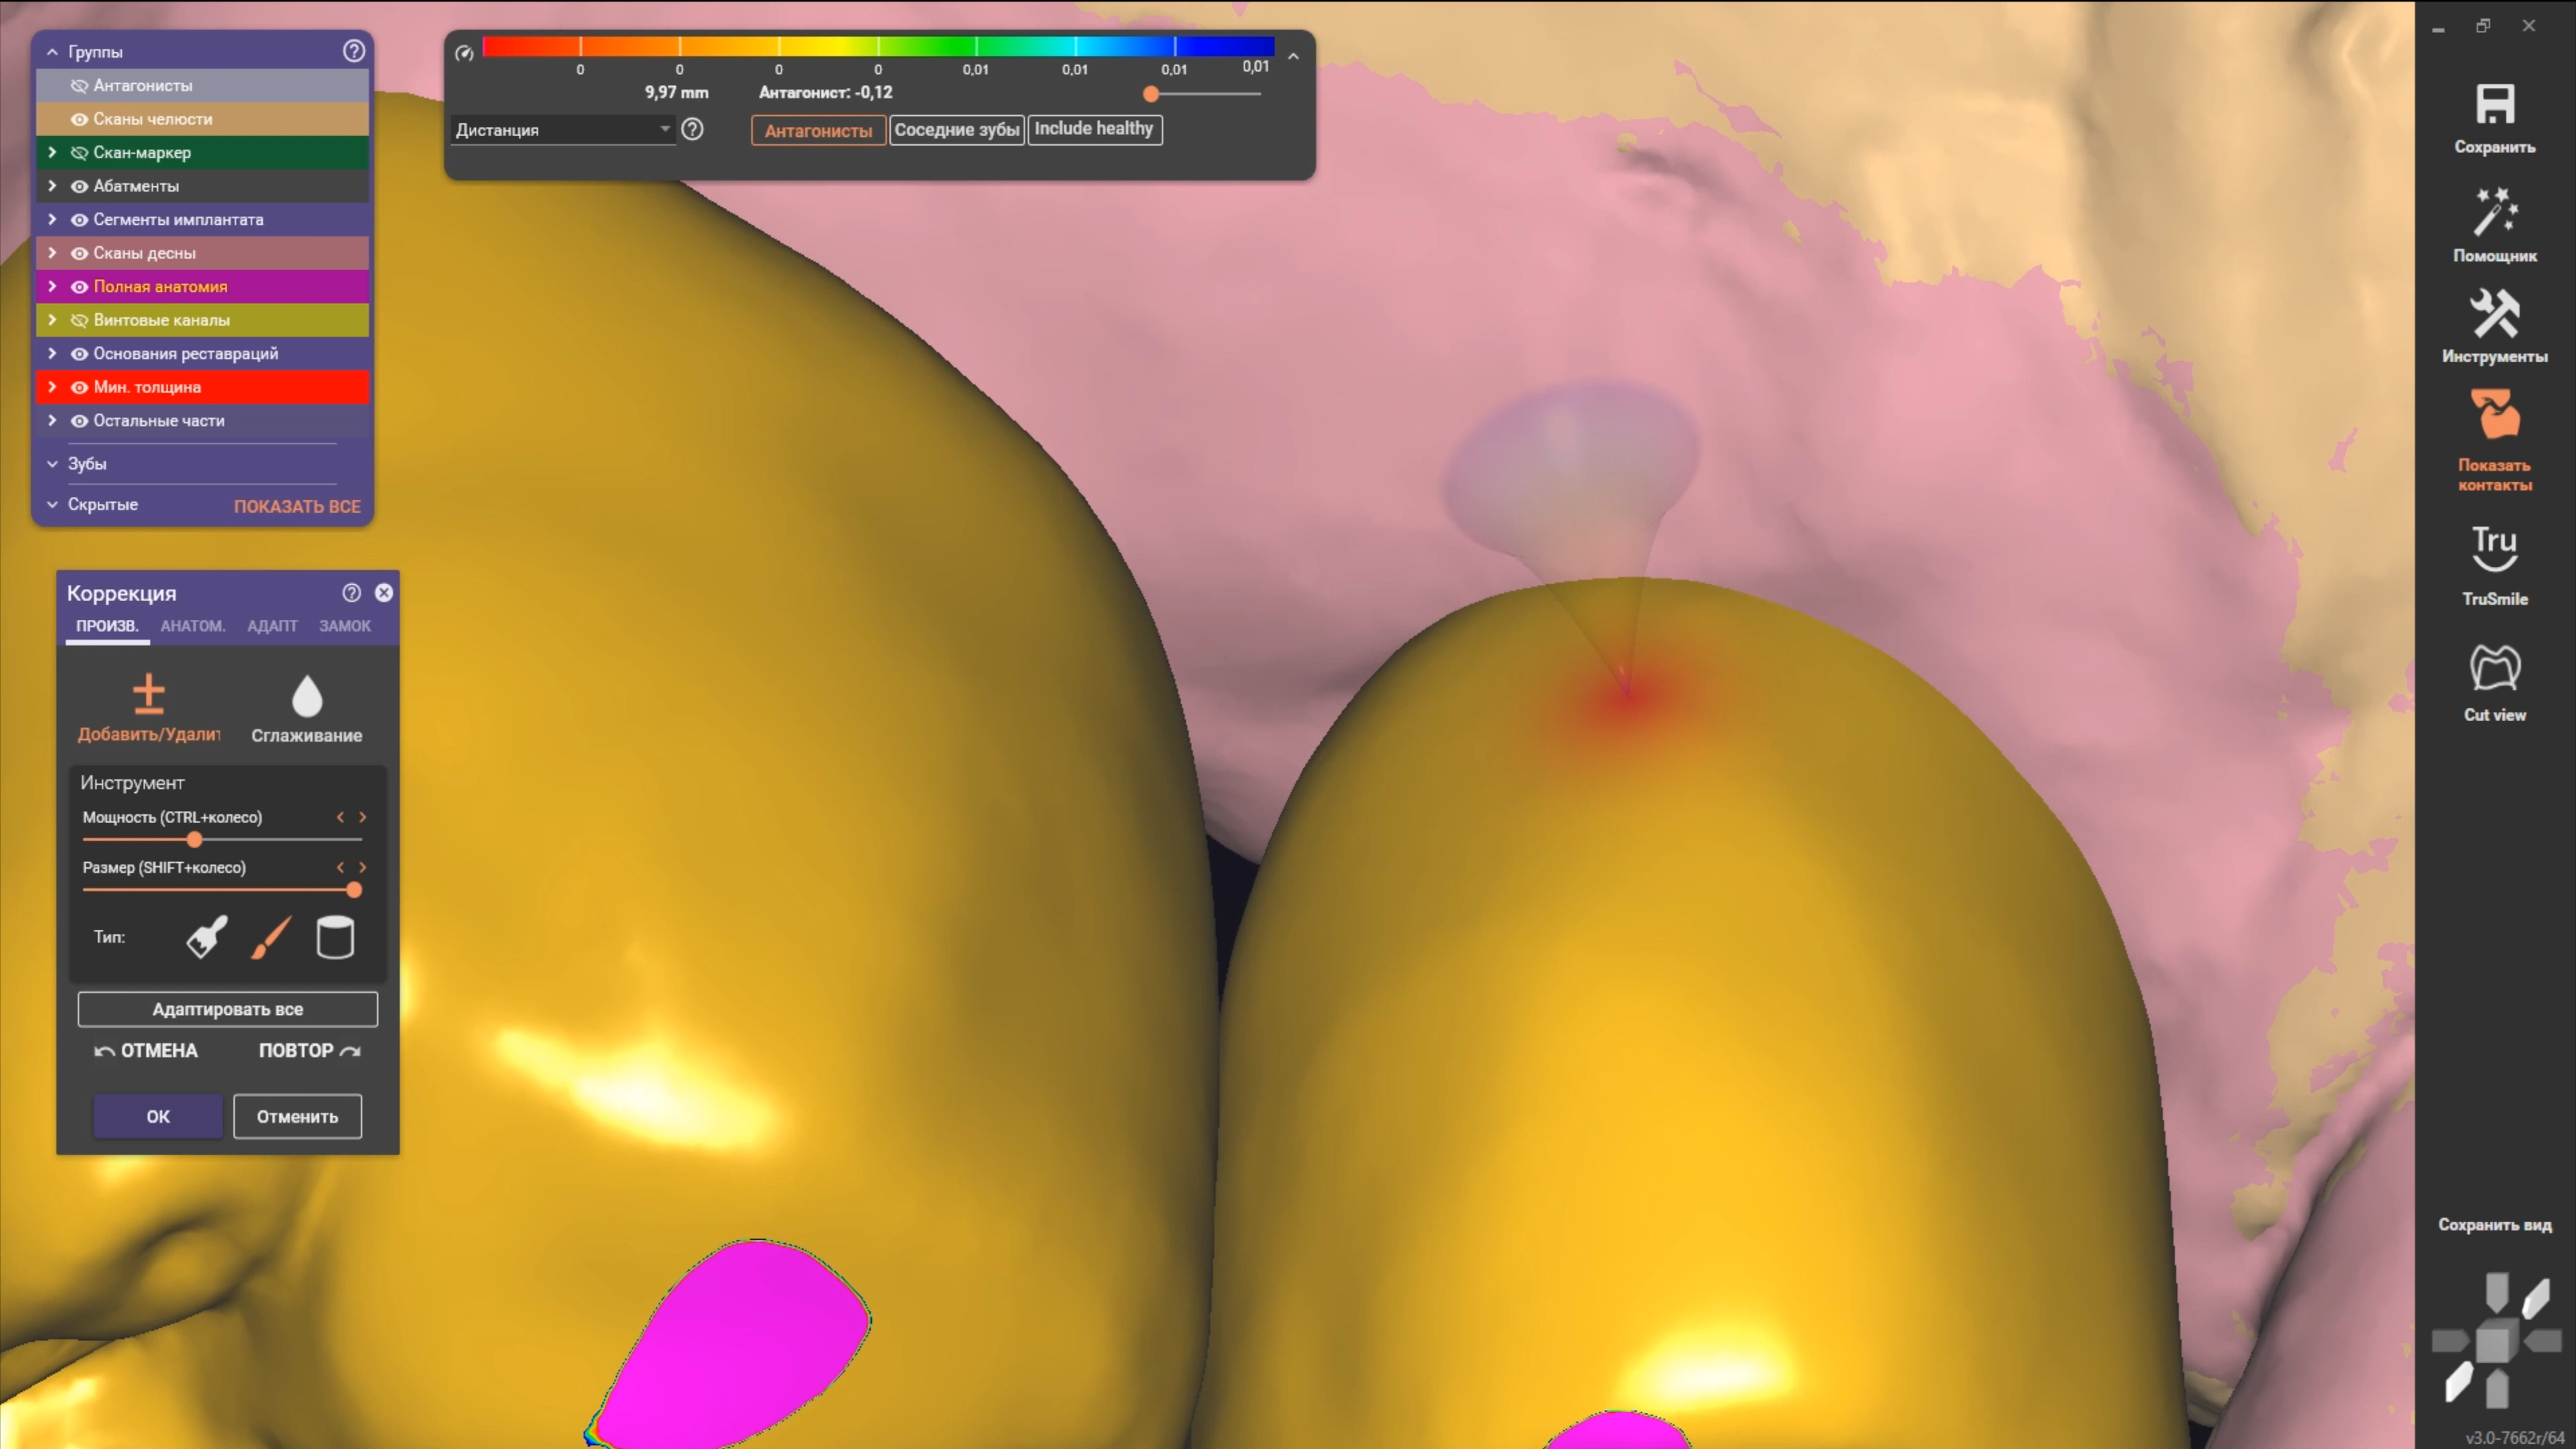 Группы
Антагонисты
Сканы челюсти
Скан-маркер
Абатменты
Сегменты имплантата
Сканы десны
Полная анатомия
Винтовые каналы
Основания реставраций
Мин. толщина
Остальные части
Зубы
Скрытые ПОКАЗАТЬ ВСЕ
0 0 0 0 0,01 0,01 0,01 0,01
9,97 mm Антагонист: -0,12
Дистанция Антагонисты Соседние зубы Include healthy
Коррекция
ПРОИЗВ. АНАТОМ. АДАПТ ЗАМОК
Добавить/Удалит Сглаживание
Инструмент
Мощность (CTRL+колесо)
Размер (SHIFT+колесо)
Тип:
Адаптировать все
ОТМЕНА ПОВТОР
ОК Отменить
Сохранить
Помощник
Инструменты
Показать
контакты
Tru
TruSmile
Cut view
Сохранить вид
v3.0-7662r/64